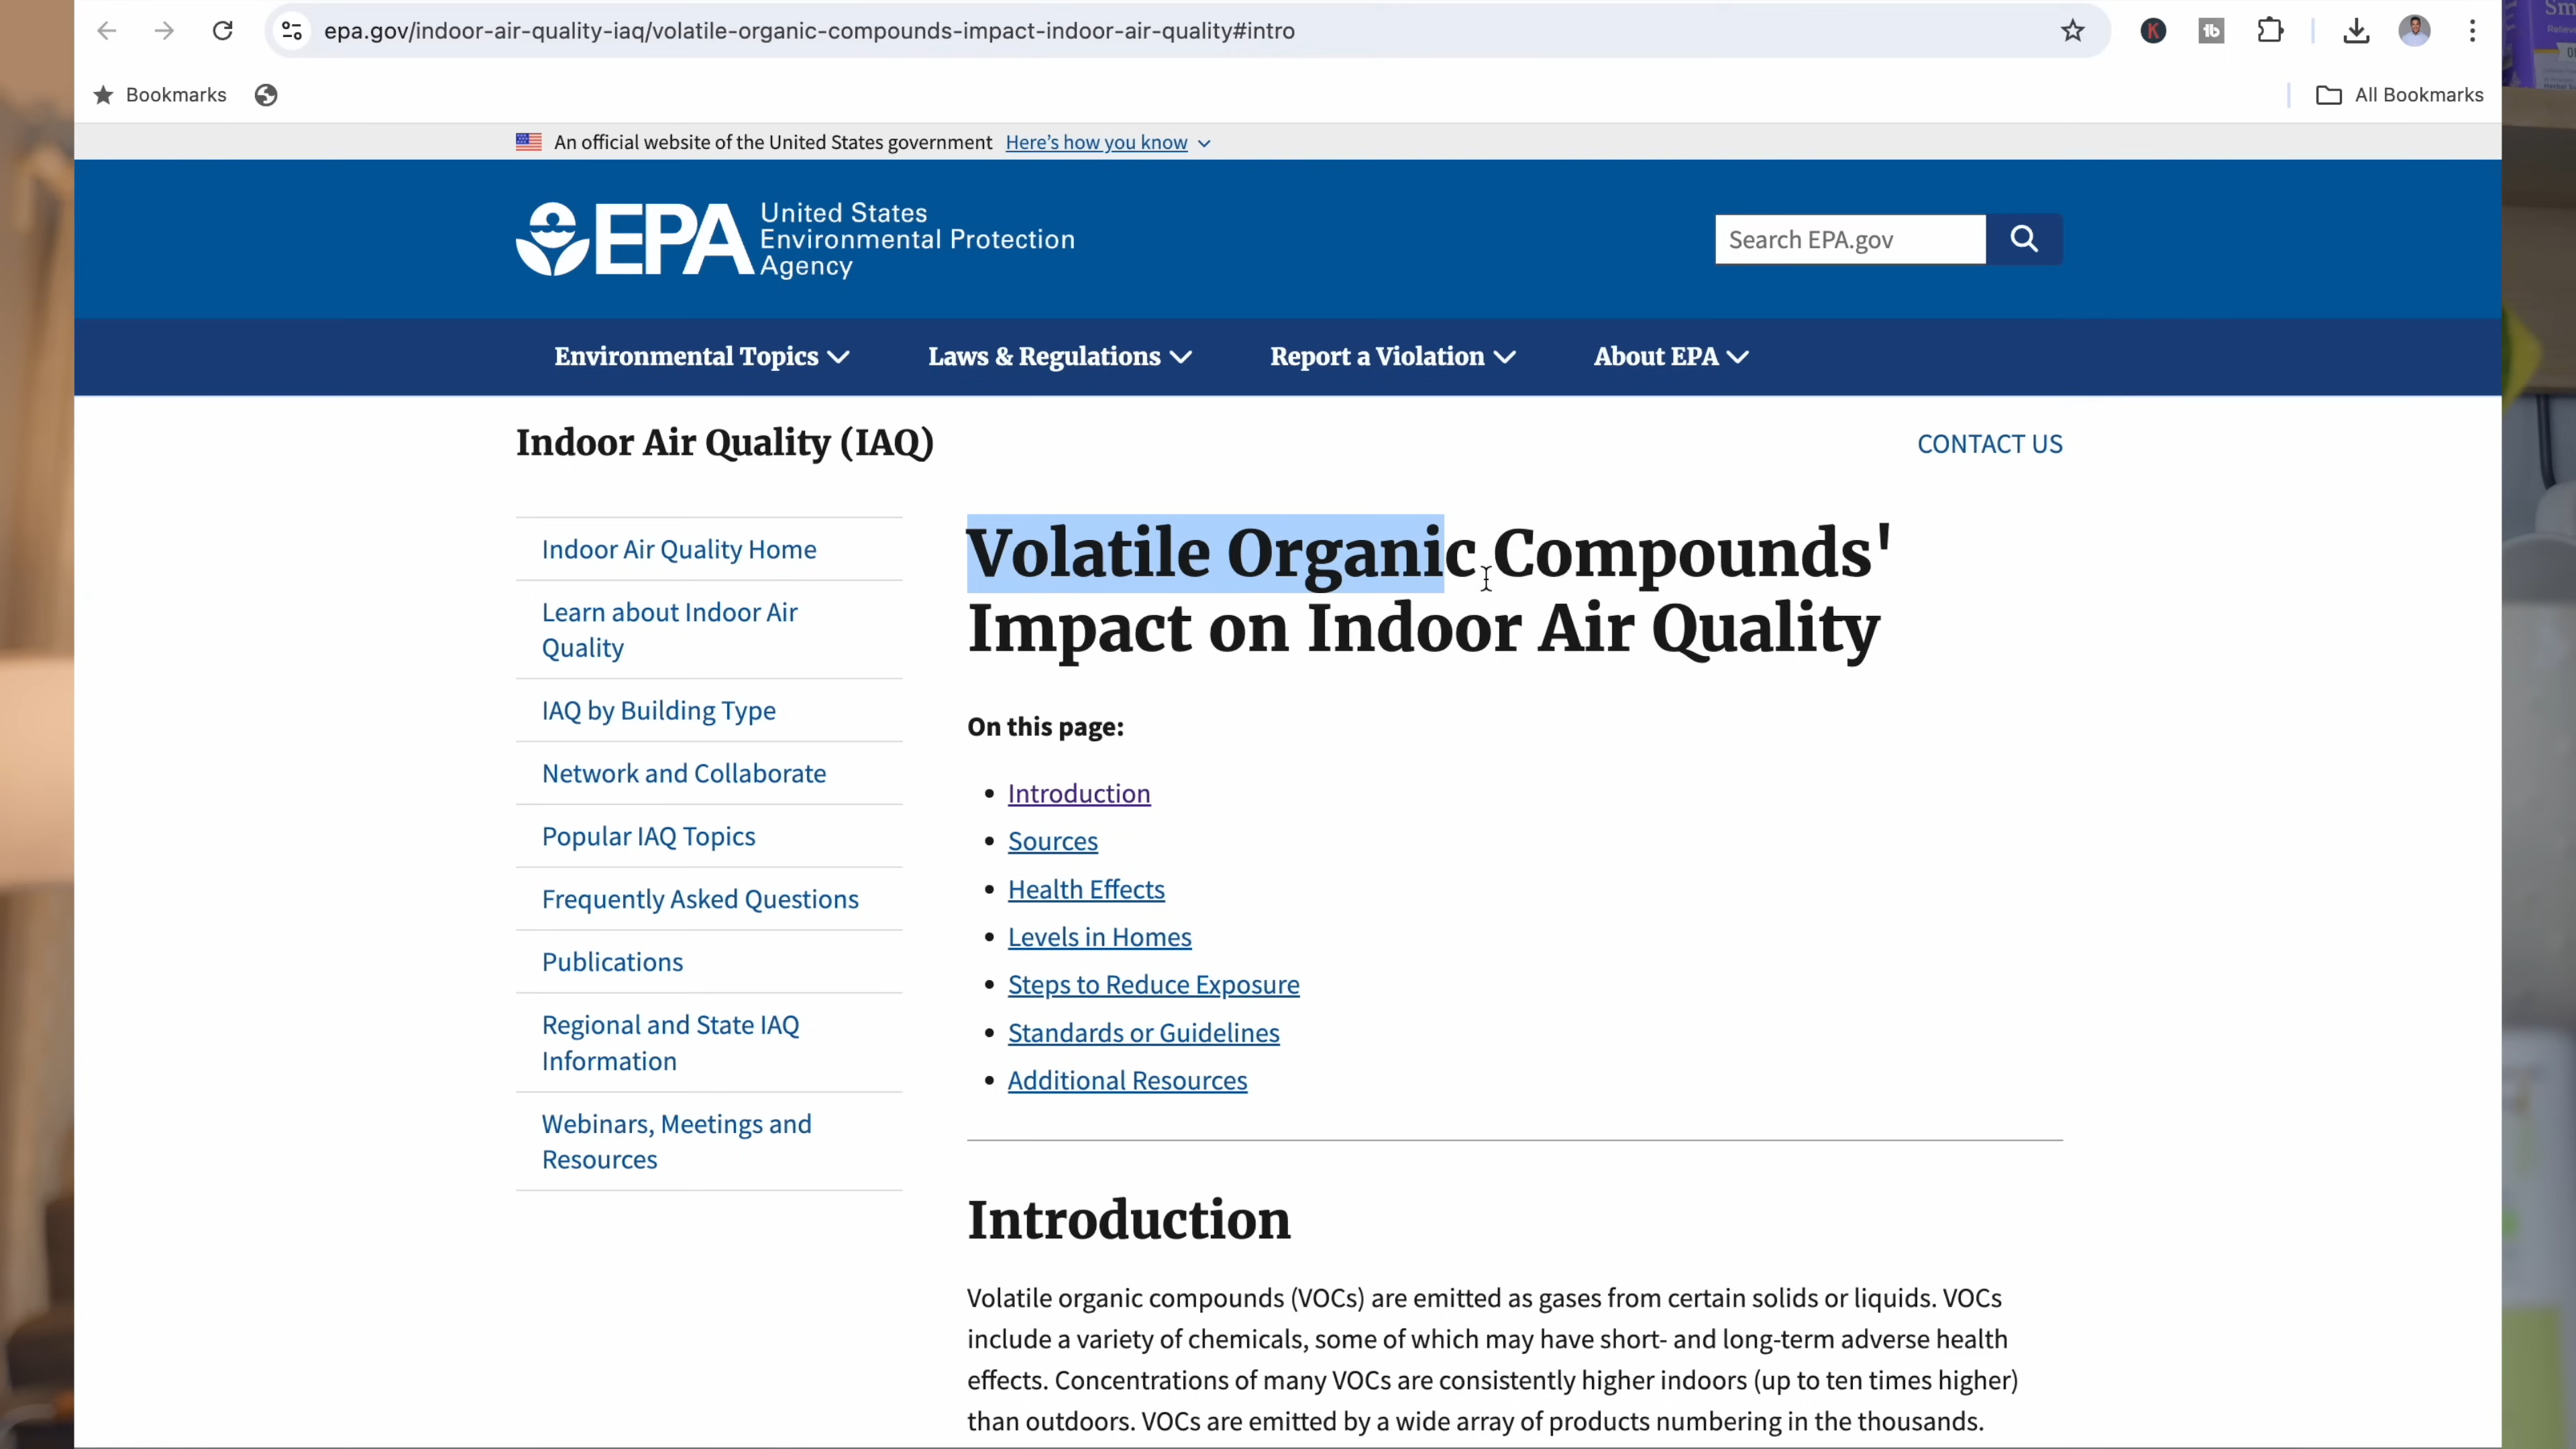 epa.gov/indoor-air-quality-iaq/volatile-organic-compounds-impact-indoor-air-quality#intro
Bookmarks
All Bookmarks
An official website of the United States government Here's how you know
EPA United States
Environmental Protection
Agency
Search EPA.gov
Environmental Topics Laws & Regulations Report a Violation About EPA
Indoor Air Quality (IAQ)
CONTACT US
Indoor Air Quality Home
Learn about Indoor Air
Quality
IAQ by Building Type
Network and Collaborate
Popular IAQ Topics
Frequently Asked Questions
Publications
Regional and State IAQ
Information
Webinars, Meetings and
Resources
Volatile Organic Compounds'
Impact on Indoor Air Quality
On this page:
• Introduction
• Sources
• Health Effects
• Levels in Homes
• Steps to Reduce Exposure
• Standards or Guidelines
• Additional Resources
Introduction
Volatile organic compounds (VOCs) are emitted as gases from certain solids or liquids. VOCs
include a variety of chemicals, some of which may have short- and long-term adverse health
effects. Concentrations of many VOCs are consistently higher indoors (up to ten times higher)
than outdoors. VOCs are emitted by a wide array of products numbering in the thousands.